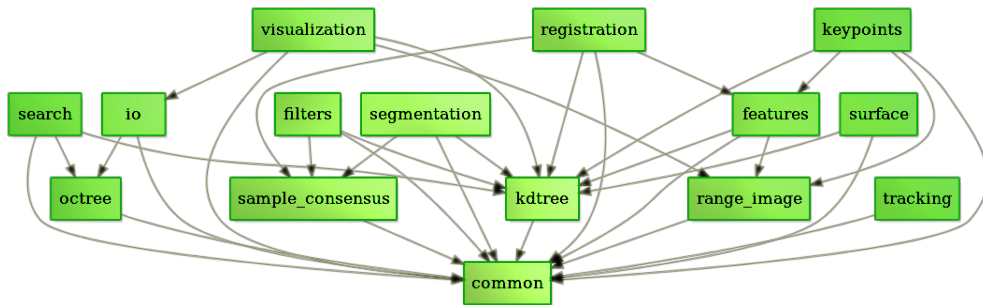 visualization
registration
keypoints
search
io
filters
segmentation
features
surface
octree
sample_consensus
kdtree
range_image
tracking
common